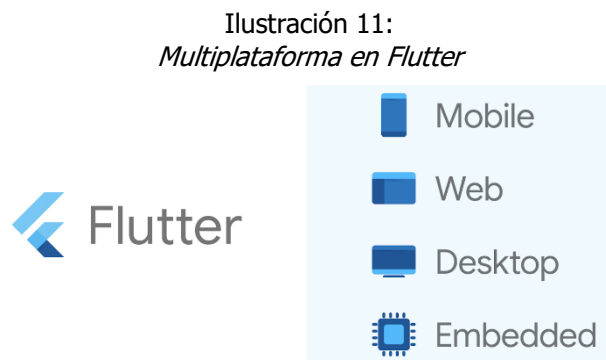 Ilustración 11:
Multiplataforma en Flutter
Flutter
Mobile
Web
Desktop
Embedded